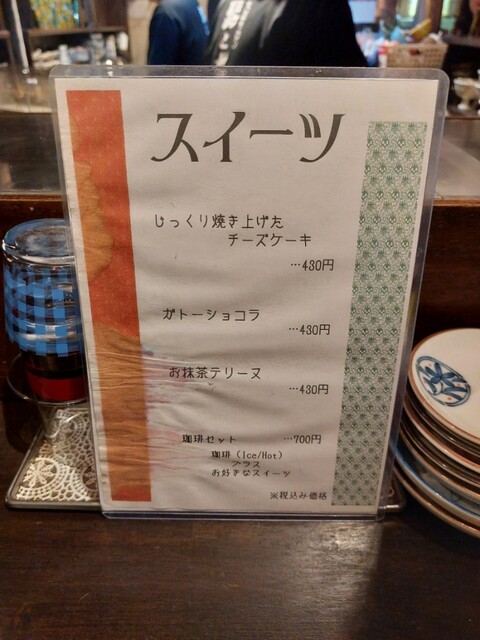 スイーツ
じっくり焼き上げた
チーズケーキ
…430円
ガトーショコラ
…430円
お抹茶テリーヌ
…430円
珈琲セット …700円
珈琲（Ice/Hot）
プラス
お好きなスイーツ
※税込み価格